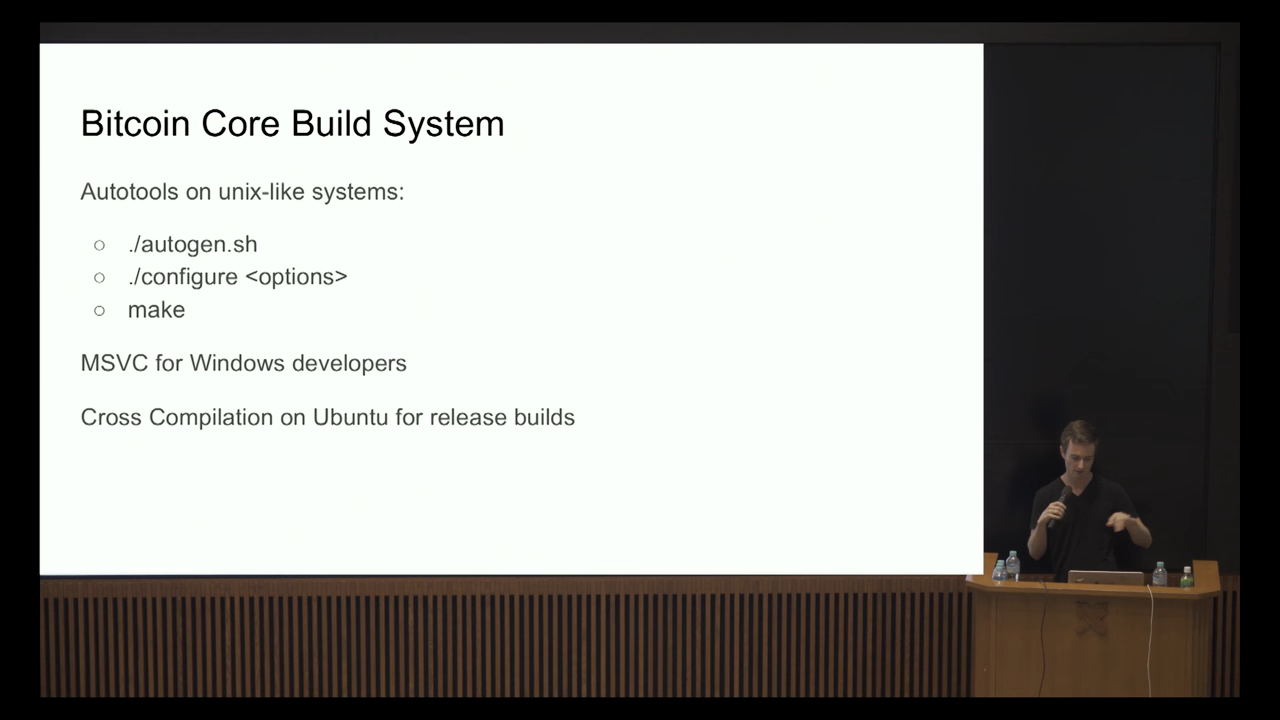 Bitcoin Core Build System
Autotools on unix-like systems:
○ ./autogen.sh
○ ./configure <options>
○ make
MSVC for Windows developers
Cross Compilation on Ubuntu for release builds